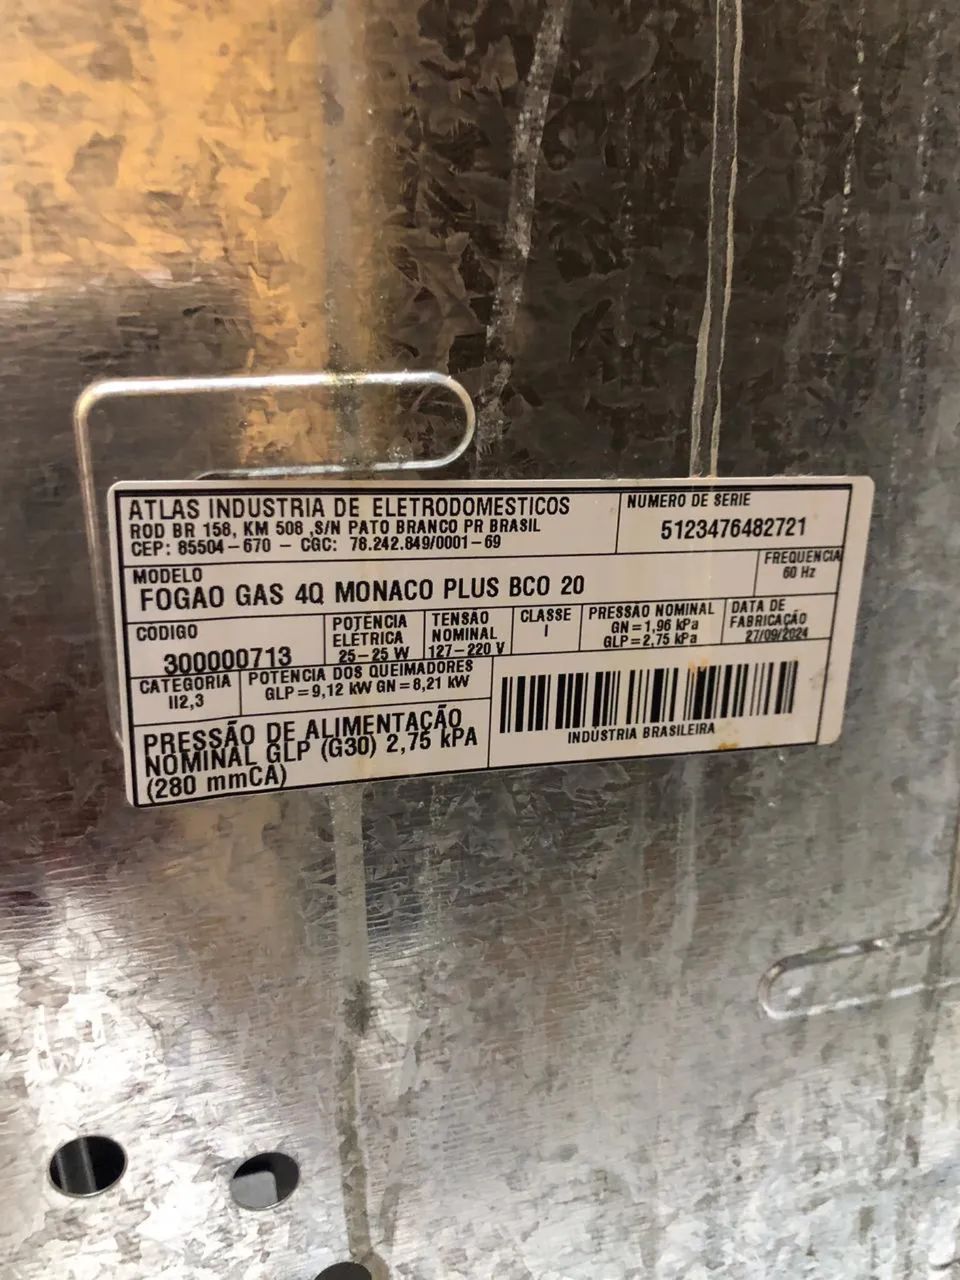 ATLAS INDUSTRIA DE ELETRODOMESTICOS
ROD BR 158, KM 508 ,S/N PATO BRANCO PR BRASIL
CEP: 85504-670 - CGC: 78.242.849/0001-69
NUMERO DE SERIE
5123476482721
MODELO
FOGAO GAS 4Q MONACO PLUS BCO 20
FREQUENCIA
60 Hz
CODIGO
300000713
POTÊNCIA
ELÉTRICA
25-25 W
TENSÃO
NOMINAL
127-220 V
CLASSE
I
PRESSÃO NOMINAL
GN=1,96 kPa
GLP=2,75 kPa
DATA DE
FABRICAÇÃO
27/09/2024
CATEGORIA
II2,3
POTENCIA DOS QUEIMADORES
GLP=9,12 kW GN=8,21 kW
PRESSÃO DE ALIMENTAÇÃO
NOMINAL GLP (G30) 2,75 kPA
(280 mmCA)
INDUSTRIA BRASILEIRA